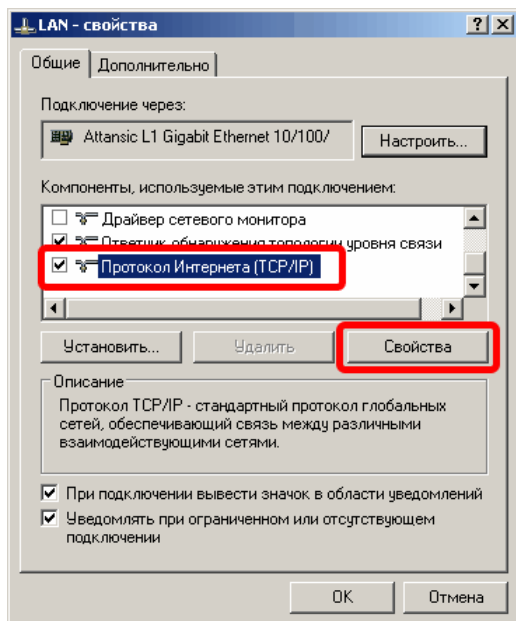 LAN - свойства
Общие
Дополнительно
Подключение через:
Attansic L1 Gigabit Ethernet 10/100/
Настроить...
Компоненты, используемые этим подключением:
Драйвер сетевого монитора
Ответчик обнаружения топологии уровня связи
Протокол Интернета (TCP/IP)
Установить...
Удалить
Свойства
Описание
Протокол TCP/IP - стандартный протокол глобальных
сетей, обеспечивающий связь между различными
взаимодействующими сетями.
При подключении вывести значок в области уведомлений
Уведомлять при ограниченном или отсутствующем
подключении
OK
Отмена